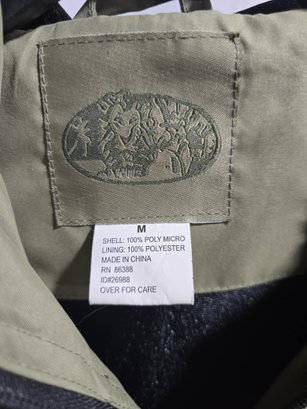 M
SHELL: 100% POLY MICRO
LINING: 100% POLYESTER
MADE IN CHINA
RN 86388
ID#26988
OVER FOR CARE